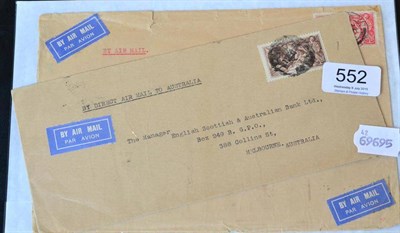 BY AIR MAIL
PAR AVION
BY AIR MAIL
552
BY DIRECT AIR MAIL TO AUSTRALIA
BY AIR MAIL
PAR AVION
The Manager English Scottish & Australian Bank Ltd.,
Box 549 B. G.P.O.,
Collins St,
MELBOURNE. AUSTRALIA
69695
BY AIR MAIL
PAR AVION